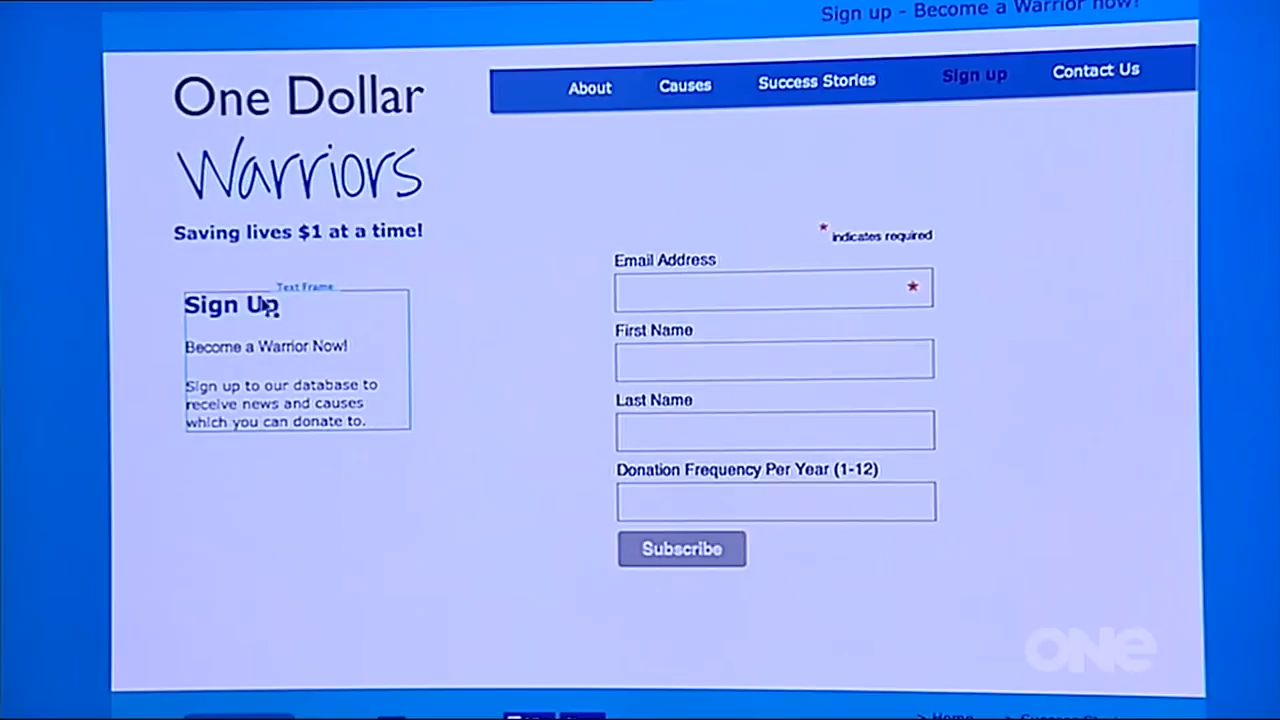 Sign up - Become a Warrior now!
About Causes Success Stories Sign up Contact Us
One Dollar
Warriors
Saving lives $1 at a time!
Text Frame
Sign Up
Become a Warrior Now!
Sign up to our database to
receive news and causes
which you can donate to.
* indicates required
Email Address
*
First Name
Last Name
Donation Frequency Per Year (1-12)
Subscribe
ONE
> Home